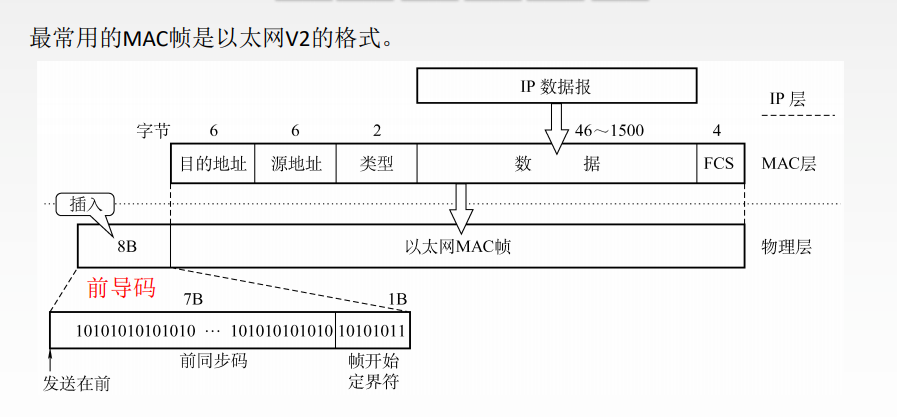 最常用的MAC帧是以太网V2的格式。
IP 数据报
IP 层
字节 6 6 2 46～1500 4
目的地址 源地址 类型 数 据 FCS MAC层
插入
8B 以太网MAC帧 物理层
前导码
7B 1B
10101010101010 … 101010101010 10101011
前同步码 帧开始
定界符
发送在前